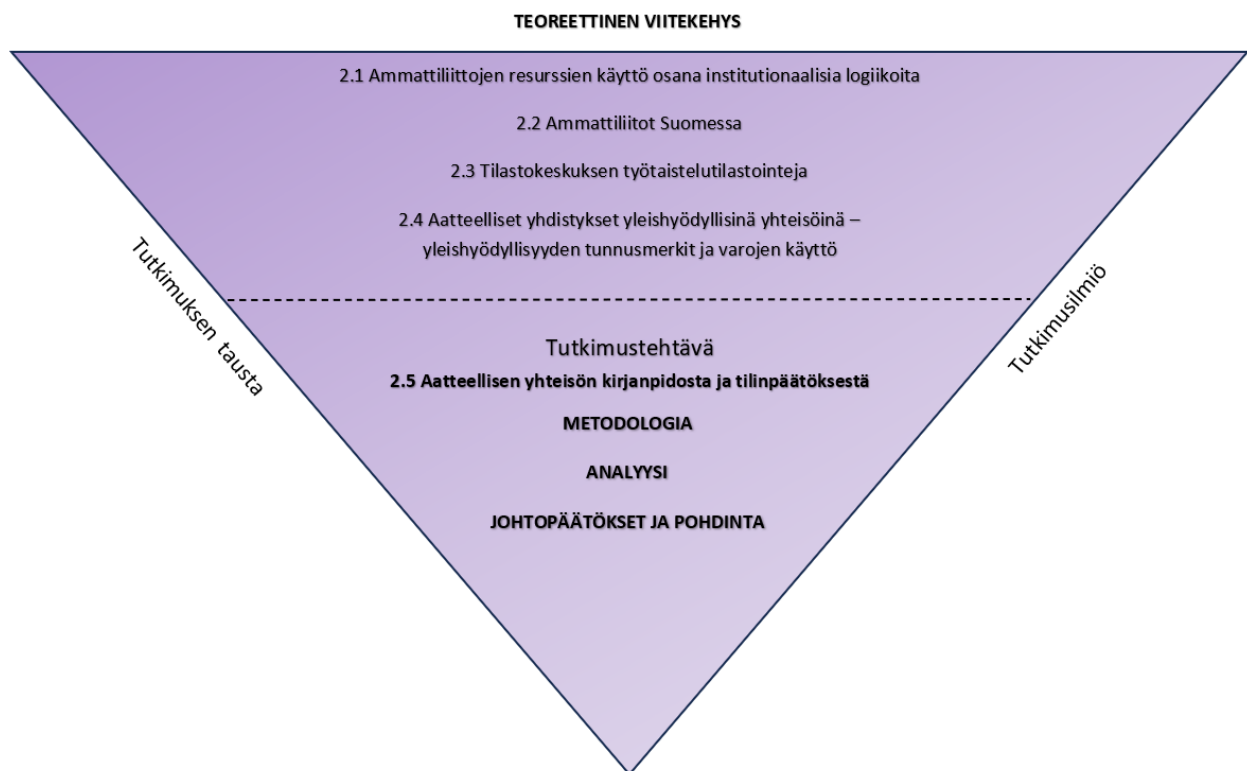 TEOREETTINEN VIITEKEHYS
2.1 Ammattiliittojen resurssien käyttö osana institutionaalisia logiikoita
2.2 Ammattiliitot Suomessa
2.3 Tilastokeskuksen työtaistelutilastointeja
2.4 Aatteelliset yhdistykset yleishyödyllisinä yhteisöinä –
yleishyödyllisyyden tunnusmerkit ja varojen käyttö
Tutkimuksen tausta
Tutkimusilmiö
Tutkimustehtävä
2.5 Aatteellisen yhteisön kirjanpidosta ja tilinpäätöksestä
METODOLOGIA
ANALYYSI
JOHTOPÄÄTÖKSET JA POHDINTA